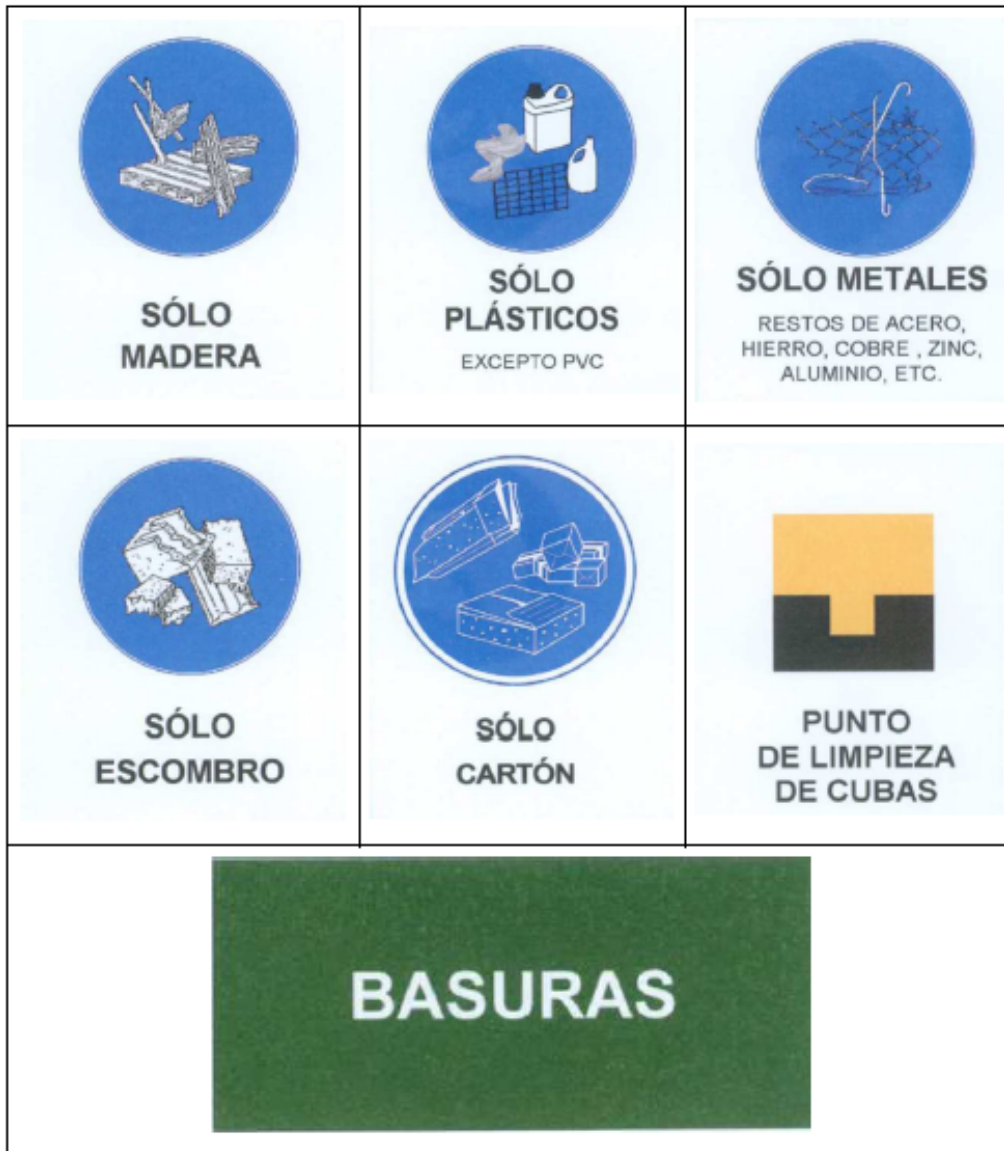 SÓLO
MADERA
SÓLO
PLÁSTICOS
EXCEPTO PVC
SÓLO METALES
RESTOS DE ACERO,
HIERRO, COBRE , ZINC,
ALUMINIO, ETC.
SÓLO
ESCOMBRO
SÓLO
CARTÓN
PUNTO
DE LIMPIEZA
DE CUBAS
BASURAS